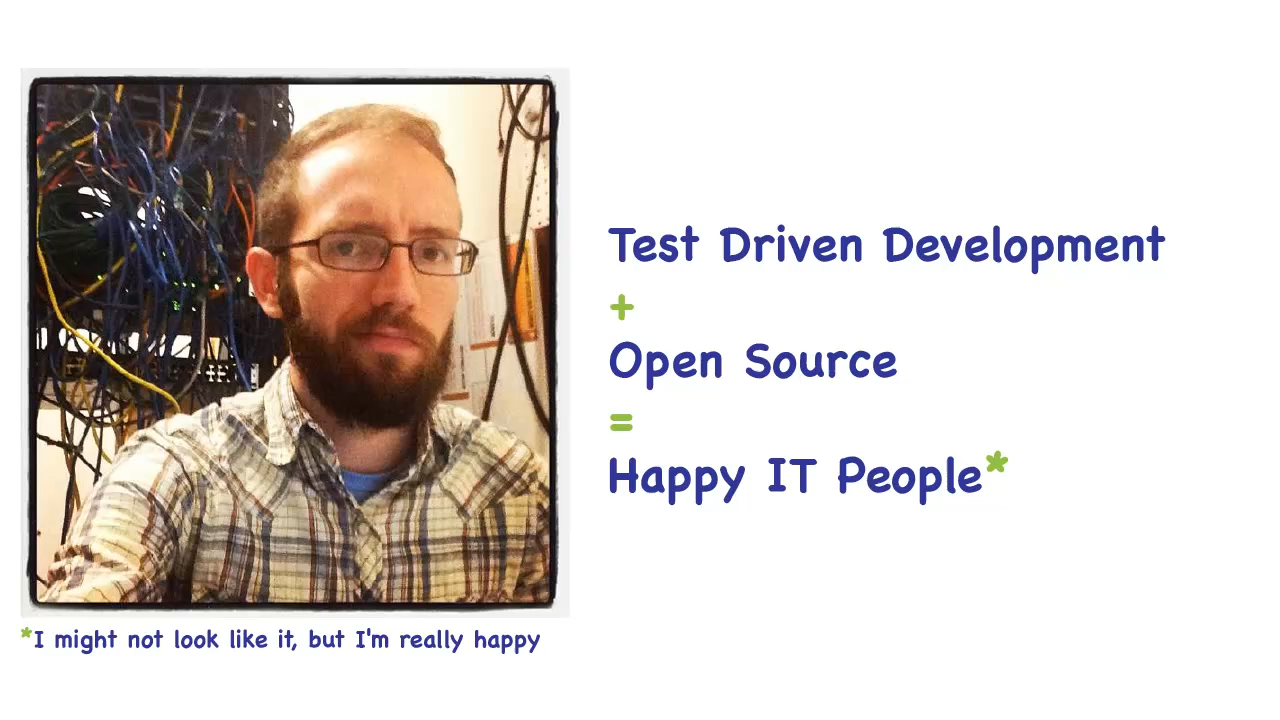 Test Driven Development
+
Open Source
=
Happy IT People*
*I might not look like it, but I'm really happy